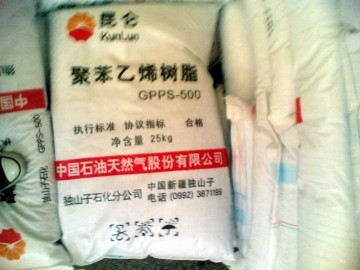 昆仑
KunLun
聚苯乙烯树脂
GPPS-500
执行标准 协议指标 合格
净含量 25kg
中国石油天然气股份有限公司
独山子石化分公司
中国新疆独山子
电话 (0992) 3871189
中国